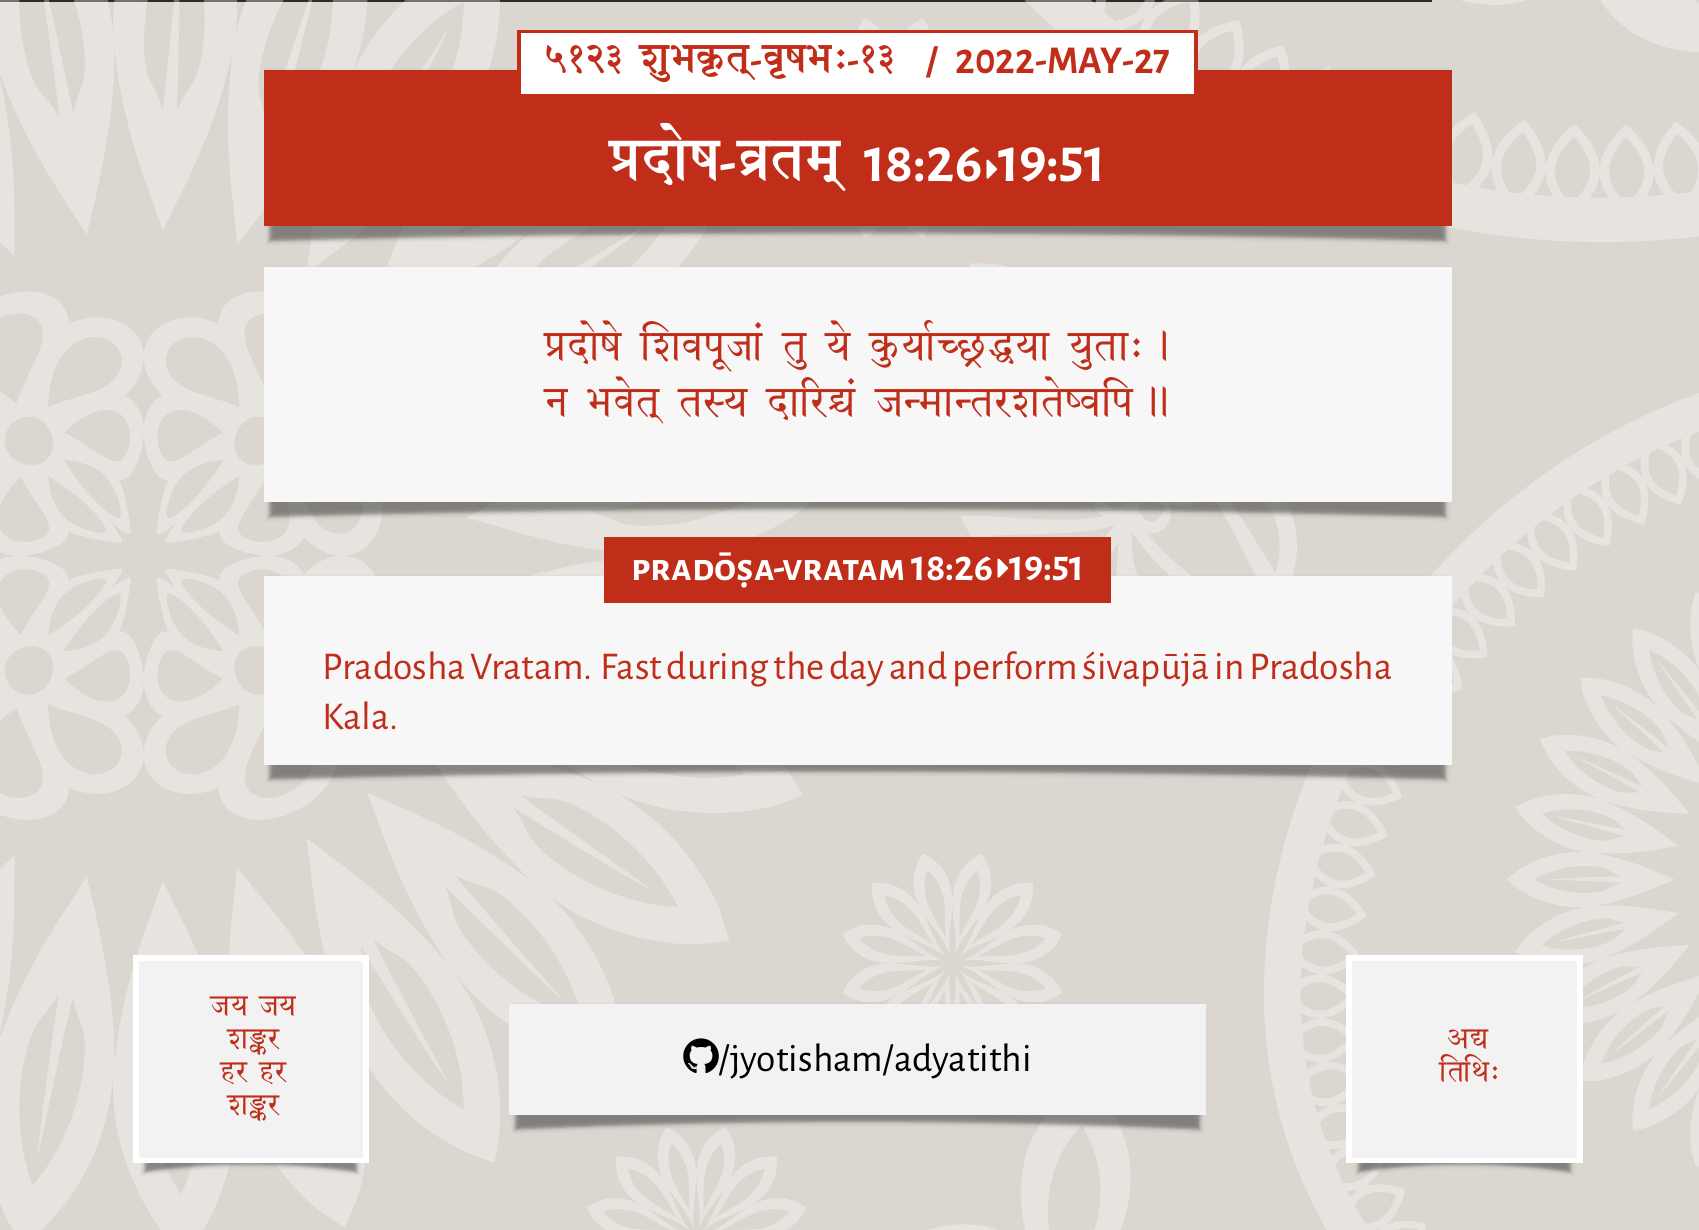 ५१२३ शुभकृत्-वृषभः-१३ / 2022-MAY-27
प्रदोष-व्रतम् 18:26▸19:51
प्रदोषे शिवपूजां तु ये कुर्याच्छ्रद्धया युताः ।
न भवेत् तस्य दारिद्र्यं जन्मान्तरशतेष्वपि ॥
PRADŌṢA-VRATAM 18:26▸19:51
Pradosha Vratam. Fast during the day and perform śivapūjā in Pradosha
Kala.
जय जय
शङ्कर
हर हर
शङ्कर
/jyotisham/adyatithi
अद्य
तिथिः